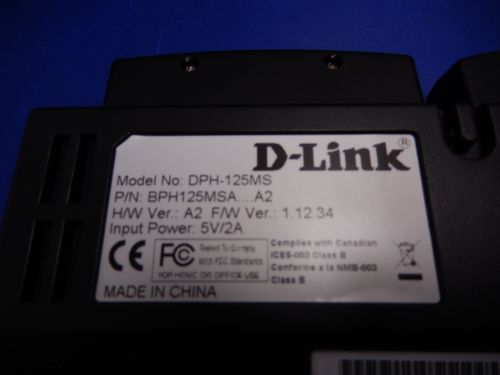 D-Link®
Model No: DPH-125MS
P/N: BPH125MSA....A2
H/W Ver.: A2 F/W Ver.: 1.12.34
Input Power: 5V/2A
CE FC Tested To Comply
With FCC Standards
FOR HOME OR OFFICE USE
Complies with Canadian
ICES-003 Class B
Conforme a la NMB-003
Class B
MADE IN CHINA